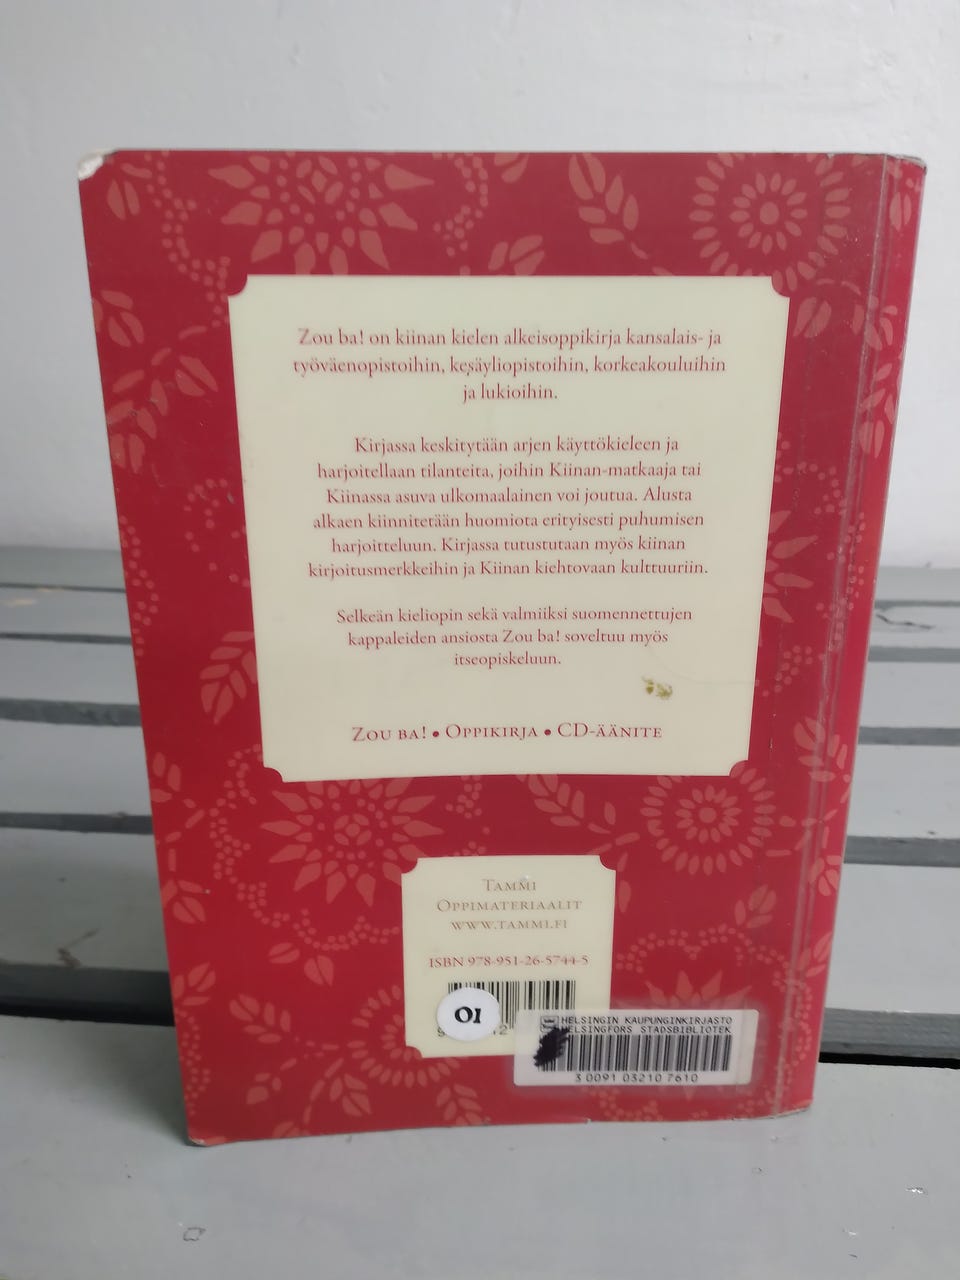 Zou ba! on kiinan kielen alkeisoppikirja kansalais- ja
työväenopistoihin, kesäyliopistoihin, korkeakouluihin
ja lukioihin.
Kirjassa keskitytään arjen käyttökieleen ja
harjoitellaan tilanteita, joihin Kiinan-matkaaja tai
Kiinassa asuva ulkomaalainen voi joutua. Alusta
alkaen kiinnitetään huomiota erityisesti puhumisen
harjoitteluun. Kirjassa tutustutaan myös kiinan
kirjoitusmerkkeihin ja Kiinan kiehtovaan kulttuuriin.
Selkeän kieliopin sekä valmiiksi suomennettujen
kappaleiden ansiosta Zou ba! soveltuu myös
itseopiskeluun.
Zou ba! • Oppikirja • CD-äänite
Tammi
Oppimateriaalit
www.tammi.fi
ISBN 978-951-26-5744-5
01
HELSINGIN KAUPUNGINKIRJASTO
HELSINGFORS STADSBIBLIOTEK
3 0091 03210 7610